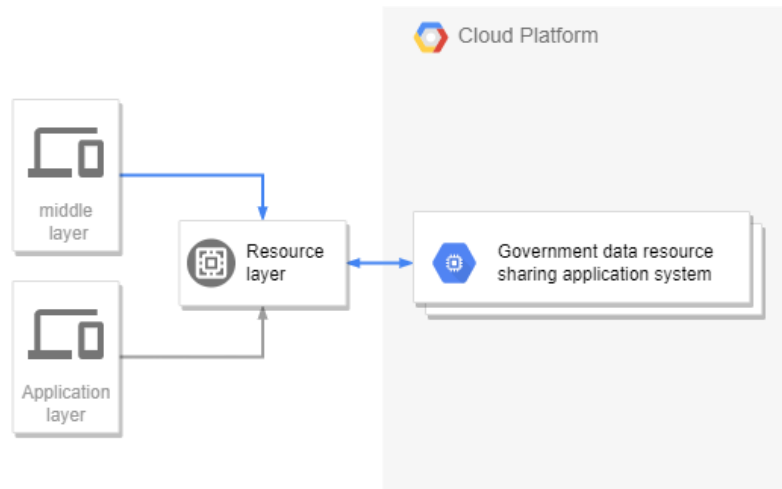 Cloud Platform
middle
layer
Resource
layer
Government data resource
sharing application system
Application
layer